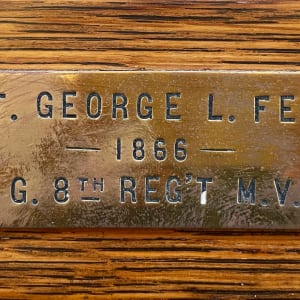 T. GEORGE L. FE
— 1866 —
G. 8TH REG'T M.V.